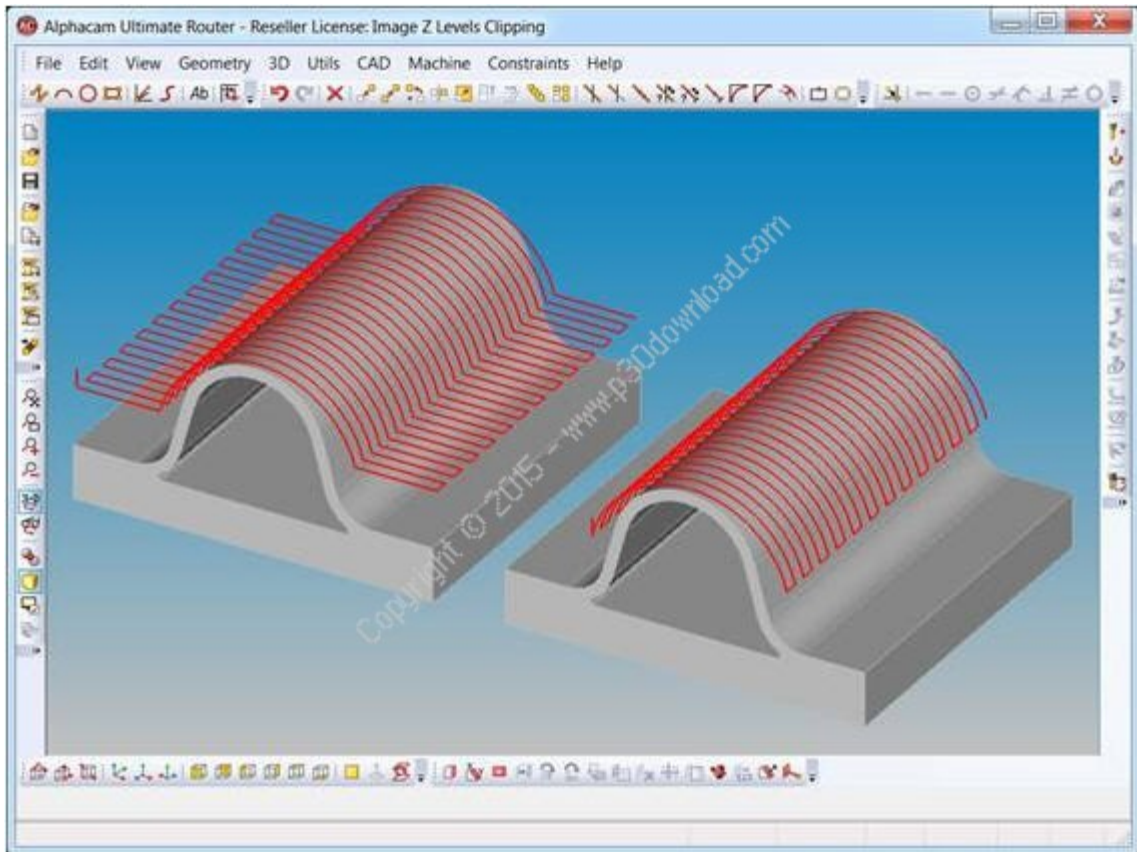 Alphacam Ultimate Router - Reseller License: Image Z Levels Clipping
File Edit View Geometry 3D Utils CAD Machine Constraints Help
Ab
Copyright © 2015 - www.p30download.com